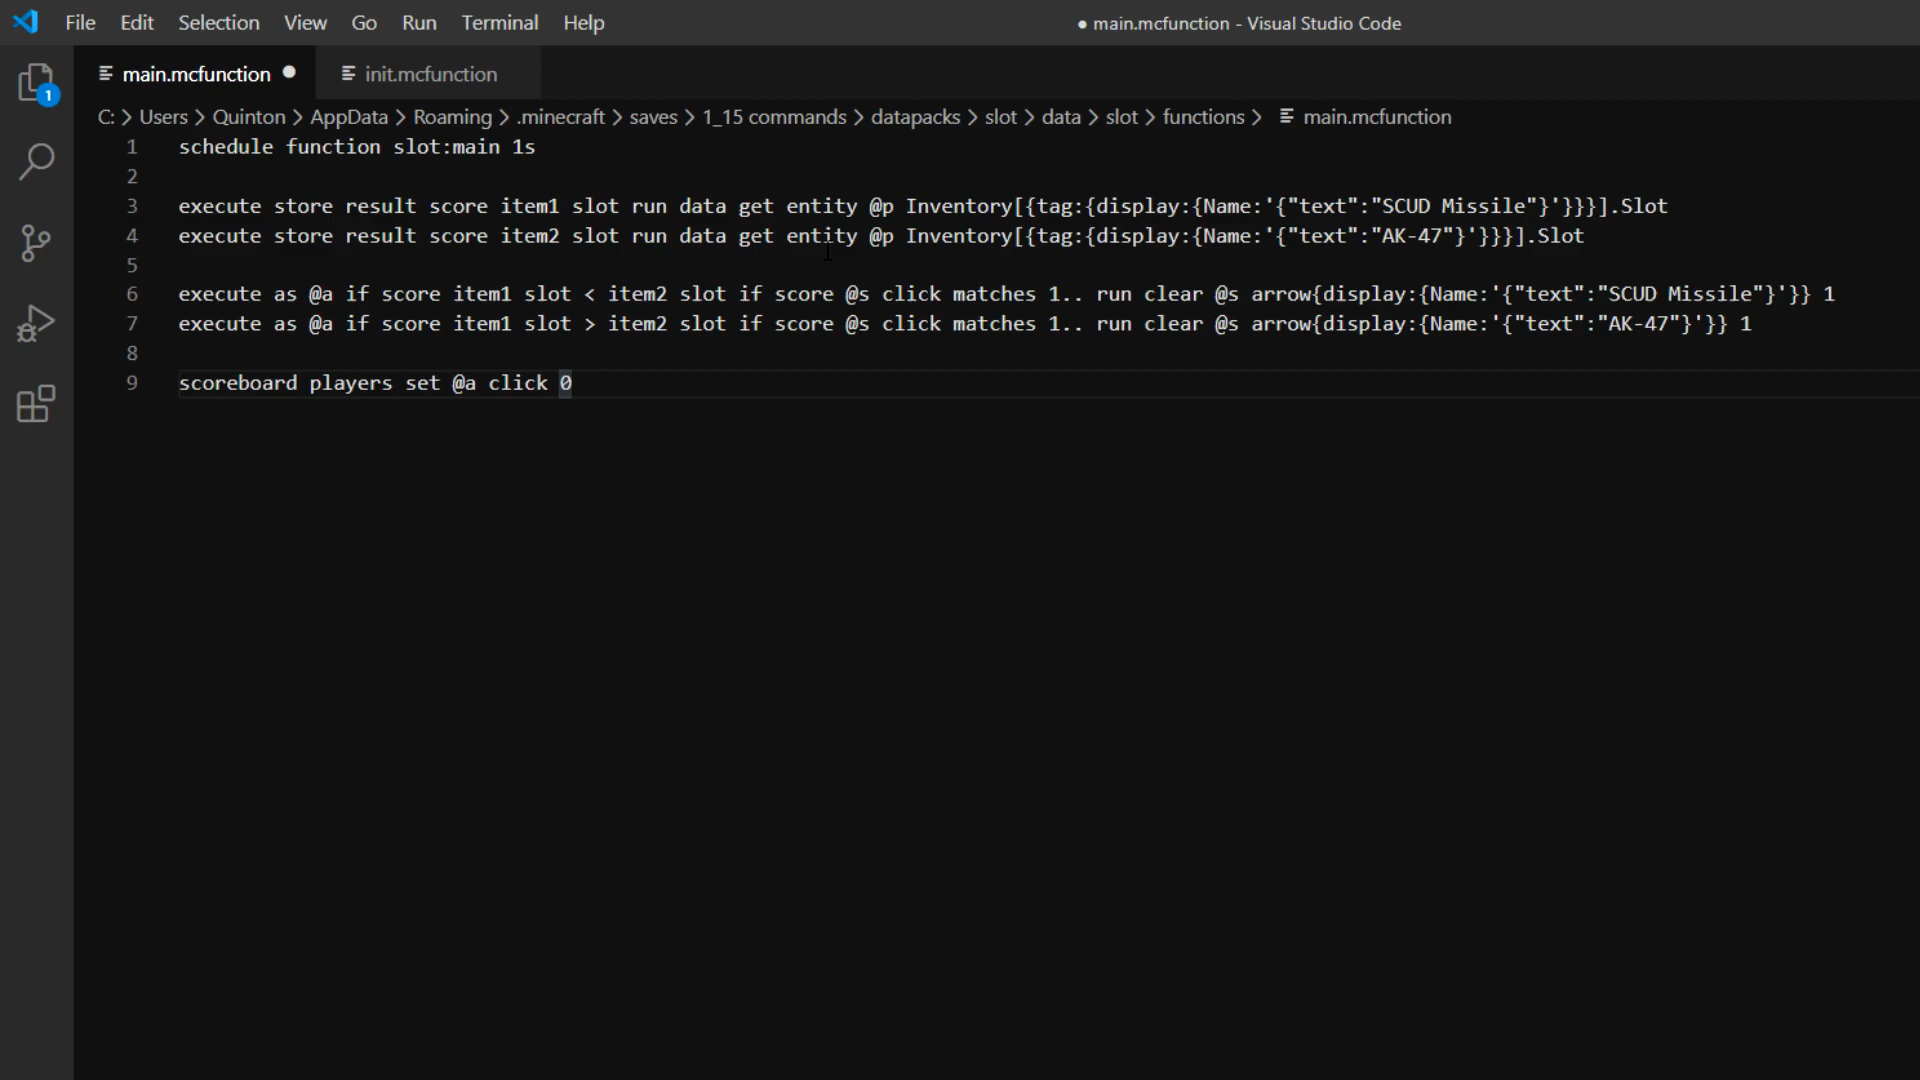 File Edit Selection View Go Run Terminal Help
● main.mcfunction - Visual Studio Code
main.mcfunction ●
init.mcfunction
1
C: > Users > Quinton > AppData > Roaming > .minecraft > saves > 1_15 commands > datapacks > slot > data > slot > functions > main.mcfunction
1 schedule function slot:main 1s
2
3 execute store result score item1 slot run data get entity @p Inventory[{tag:{display:{Name:'{"text":"SCUD Missile"}'}}}].Slot
4 execute store result score item2 slot run data get entity @p Inventory[{tag:{display:{Name:'{"text":"AK-47"}'}}}].Slot
5
6 execute as @a if score item1 slot < item2 slot if score @s click matches 1.. run clear @s arrow{display:{Name:'{"text":"SCUD Missile"}'}} 1
7 execute as @a if score item1 slot > item2 slot if score @s click matches 1.. run clear @s arrow{display:{Name:'{"text":"AK-47"}'}} 1
8
9 scoreboard players set @a click 0